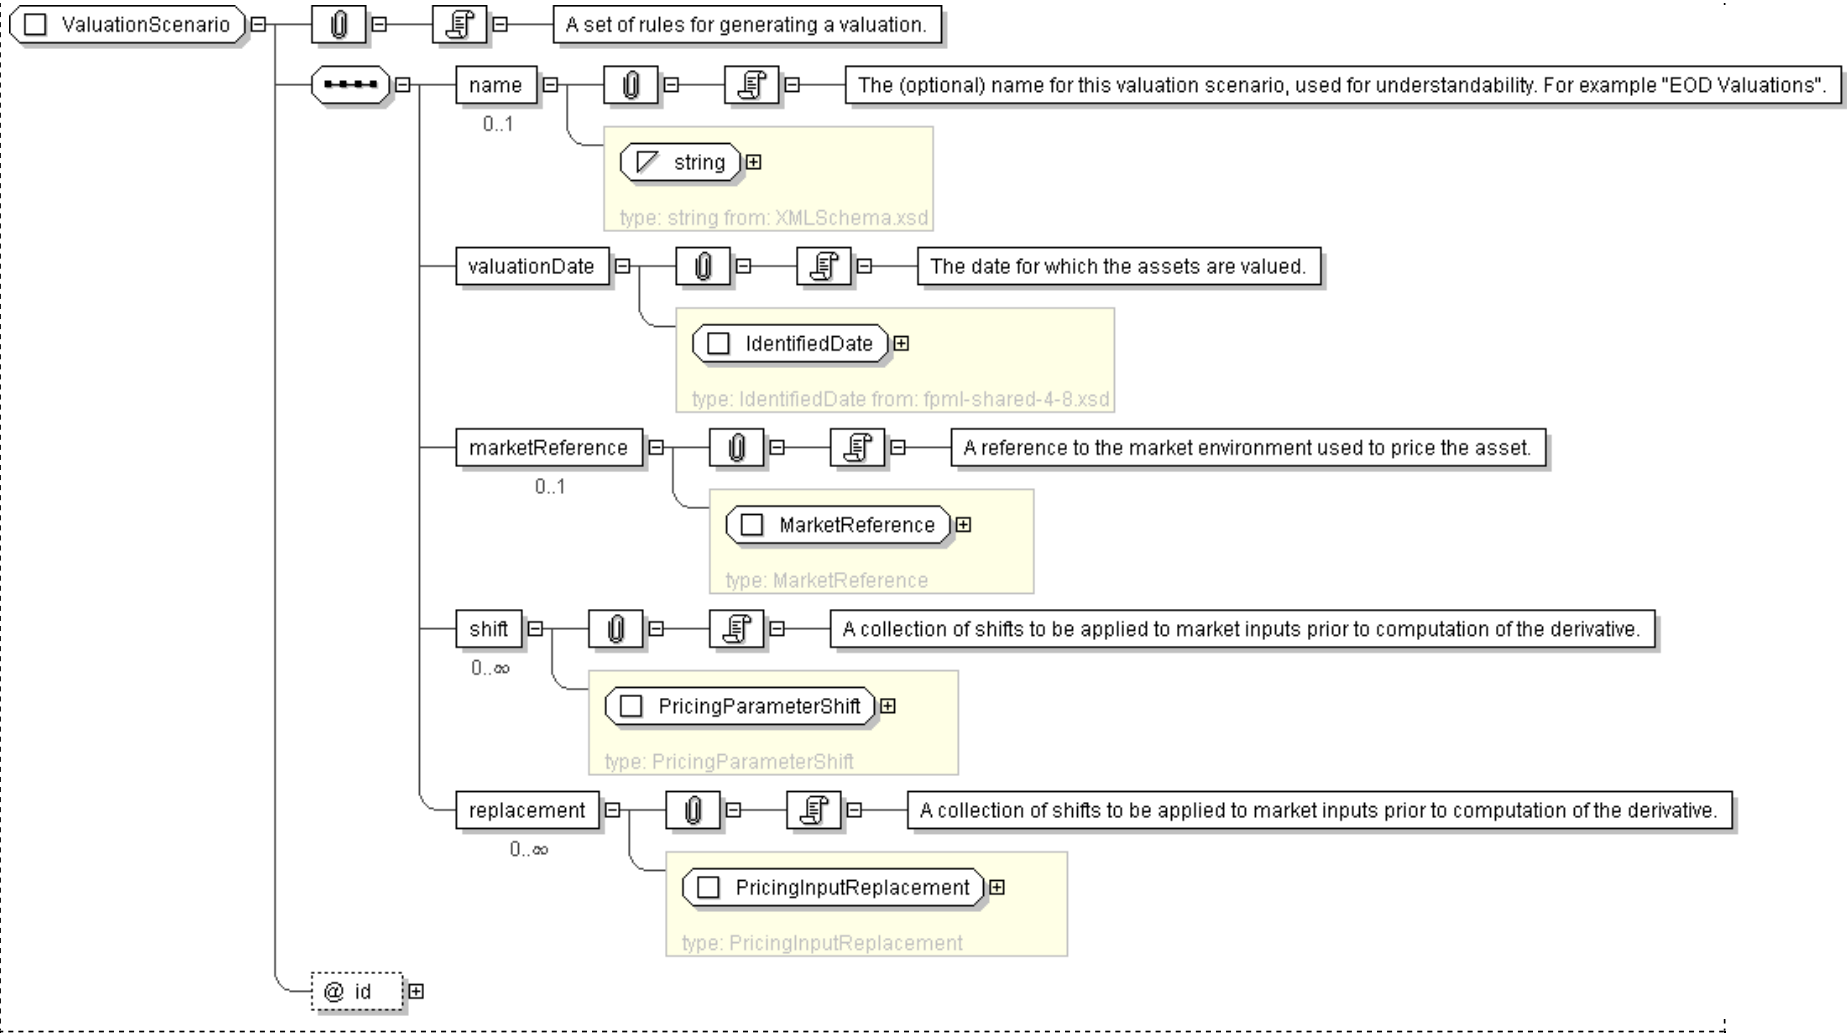 ValuationScenario
A set of rules for generating a valuation.
name
The (optional) name for this valuation scenario, used for understandability. For example "EOD Valuations".
0..1
string
type: string from: XMLSchema.xsd
valuationDate
The date for which the assets are valued.
IdentifiedDate
type: IdentifiedDate from: fpml-shared-4-8.xsd
marketReference
A reference to the market environment used to price the asset.
0..1
MarketReference
type: MarketReference
shift
A collection of shifts to be applied to market inputs prior to computation of the derivative.
0..∞
PricingParameterShift
type: PricingParameterShift
replacement
A collection of shifts to be applied to market inputs prior to computation of the derivative.
0..∞
PricingInputReplacement
type: PricingInputReplacement
@ id